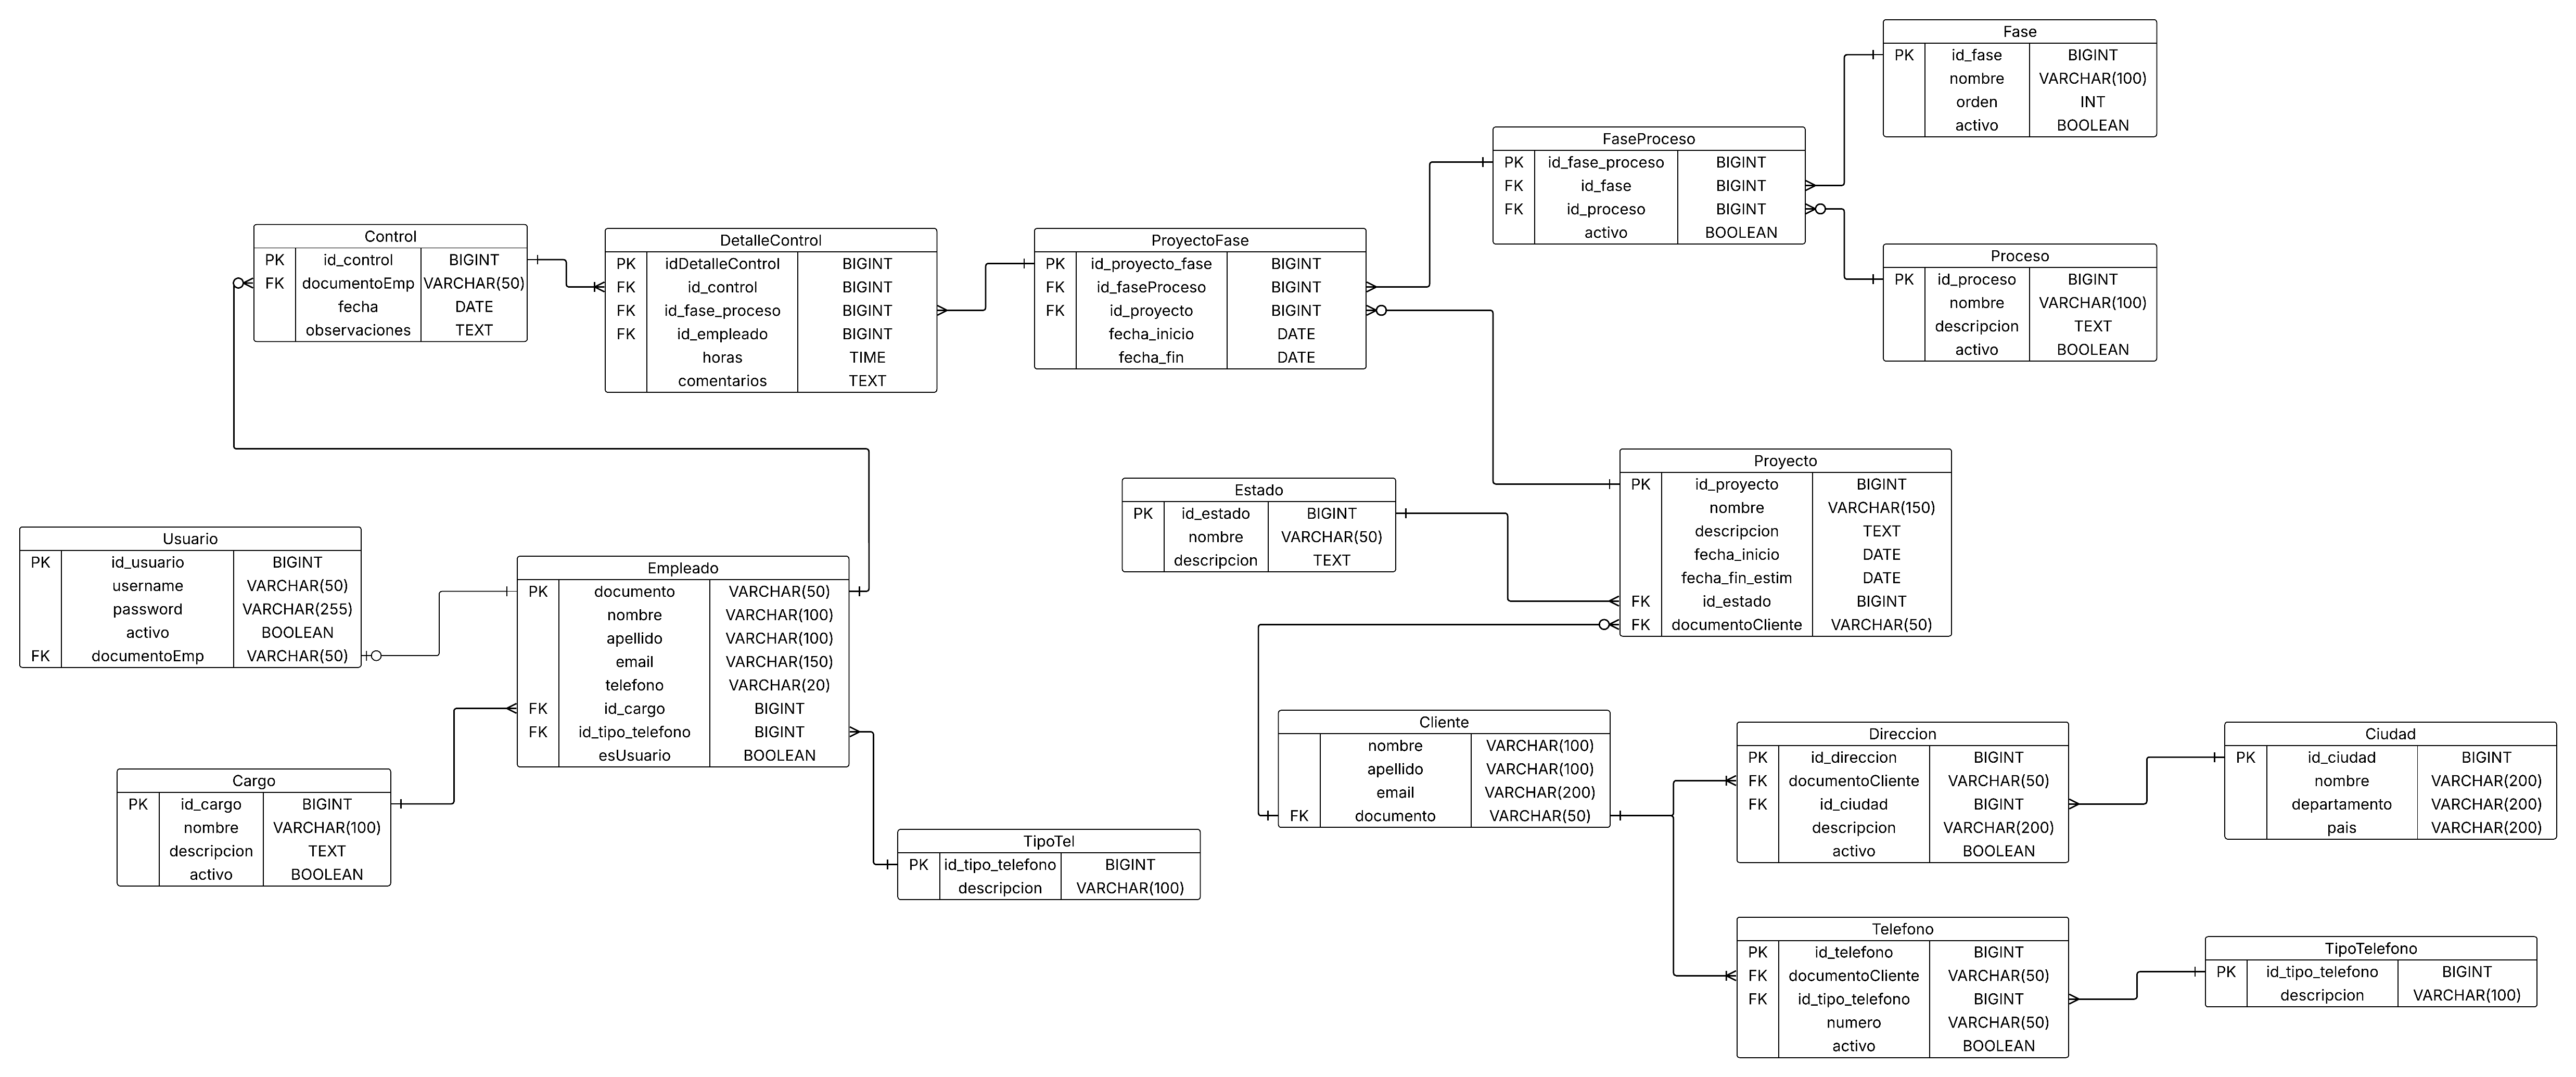 Fase
PK id_fase BIGINT
nombre VARCHAR(100)
orden INT
activo BOOLEAN
FaseProceso
PK id_fase_proceso BIGINT
FK id_fase BIGINT
FK id_proceso BIGINT
activo BOOLEAN
Proceso
PK id_proceso BIGINT
nombre VARCHAR(100)
descripcion TEXT
activo BOOLEAN
Control
PK id_control BIGINT
FK documentoEmp VARCHAR(50)
fecha DATE
observaciones TEXT
DetalleControl
PK idDetalleControl BIGINT
FK id_control BIGINT
FK id_fase_proceso BIGINT
FK id_empleado BIGINT
horas TIME
comentarios TEXT
ProyectoFase
PK id_proyecto_fase BIGINT
FK id_faseProceso BIGINT
FK id_proyecto BIGINT
fecha_inicio DATE
fecha_fin DATE
Proyecto
PK id_proyecto BIGINT
nombre VARCHAR(150)
descripcion TEXT
fecha_inicio DATE
fecha_fin_estim DATE
FK id_estado BIGINT
FK documentoCliente VARCHAR(50)
Estado
PK id_estado BIGINT
nombre VARCHAR(50)
descripcion TEXT
Usuario
PK id_usuario BIGINT
username VARCHAR(50)
password VARCHAR(255)
activo BOOLEAN
FK documentoEmp VARCHAR(50)
Empleado
PK documento VARCHAR(50)
nombre VARCHAR(100)
apellido VARCHAR(100)
email VARCHAR(150)
telefono VARCHAR(20)
FK id_cargo BIGINT
FK id_tipo_telefono BIGINT
esUsuario BOOLEAN
Cargo
PK id_cargo BIGINT
nombre VARCHAR(100)
descripcion TEXT
activo BOOLEAN
TipoTel
PK id_tipo_telefono BIGINT
descripcion VARCHAR(100)
Cliente
nombre VARCHAR(100)
apellido VARCHAR(100)
email VARCHAR(200)
FK documento VARCHAR(50)
Direccion
PK id_direccion BIGINT
FK documentoCliente VARCHAR(50)
FK id_ciudad BIGINT
descripcion VARCHAR(200)
activo BOOLEAN
Ciudad
PK id_ciudad BIGINT
nombre VARCHAR(200)
departamento VARCHAR(200)
pais VARCHAR(200)
Telefono
PK id_telefono BIGINT
FK documentoCliente VARCHAR(50)
FK id_tipo_telefono BIGINT
numero VARCHAR(50)
activo BOOLEAN
TipoTelefono
PK id_tipo_telefono BIGINT
descripcion VARCHAR(100)